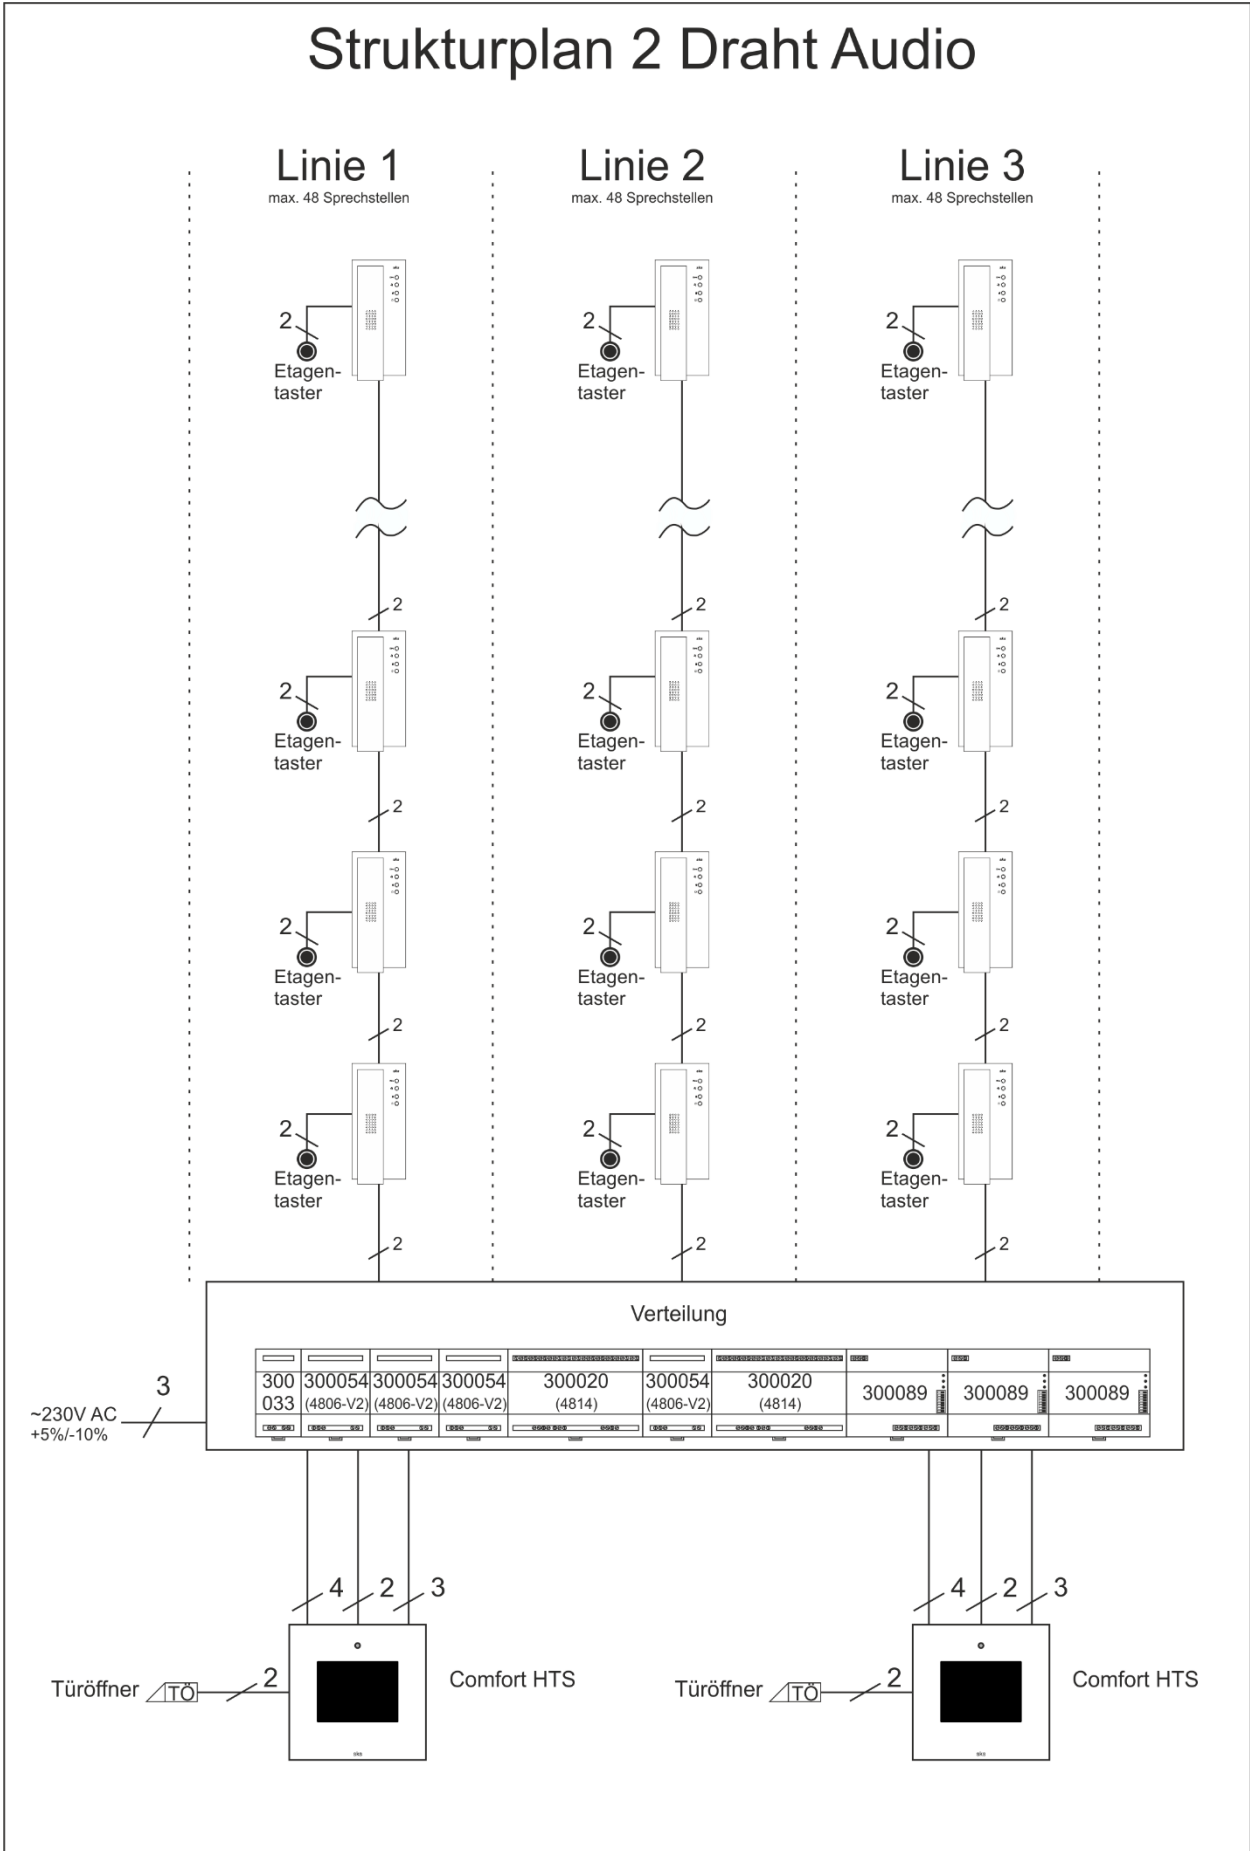 Strukturplan 2 Draht Audio
Linie 1
max. 48 Sprechstellen
Linie 2
max. 48 Sprechstellen
Linie 3
max. 48 Sprechstellen
2
Etagen-
taster
2
Etagen-
taster
2
Etagen-
taster
2
2
2
2
Etagen-
taster
2
Etagen-
taster
2
Etagen-
taster
2
2
2
2
Etagen-
taster
2
Etagen-
taster
2
Etagen-
taster
2
2
2
2
Etagen-
taster
2
Etagen-
taster
2
Etagen-
taster
2
2
2
Verteilung
3
~230V AC
+5%/-10%
300
033
300054
(4806-V2)
300054
(4806-V2)
300054
(4806-V2)
300020
(4814)
300054
(4806-V2)
300020
(4814)
300089
300089
300089
4
2
3
4
2
3
Türöffner
TÖ
2
Comfort HTS
Türöffner
TÖ
2
Comfort HTS